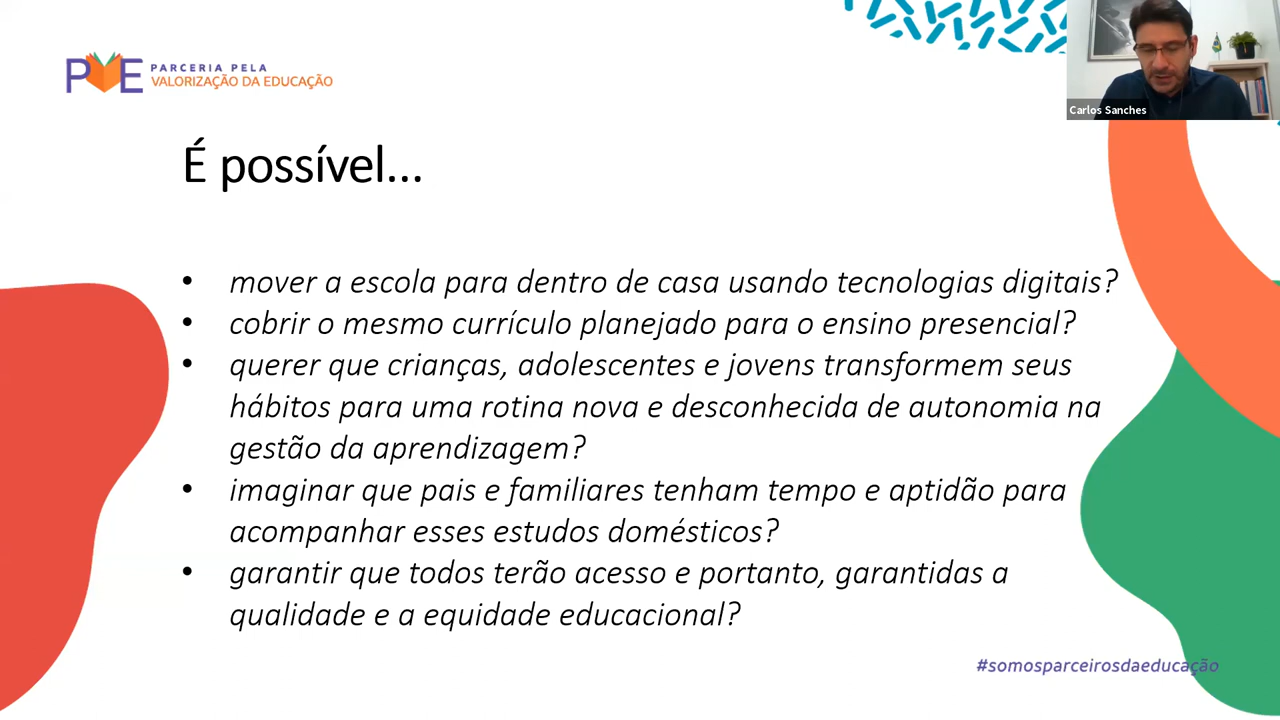 PVE PARCERIA PELA
VALORIZAÇÃO DA EDUCAÇÃO
Carlos Sanches
É possível...
• mover a escola para dentro de casa usando tecnologias digitais?
• cobrir o mesmo currículo planejado para o ensino presencial?
• querer que crianças, adolescentes e jovens transformem seus
hábitos para uma rotina nova e desconhecida de autonomia na
gestão da aprendizagem?
• imaginar que pais e familiares tenham tempo e aptidão para
acompanhar esses estudos domésticos?
• garantir que todos terão acesso e portanto, garantidas a
qualidade e a equidade educacional?
#somosparceirosdaeducação